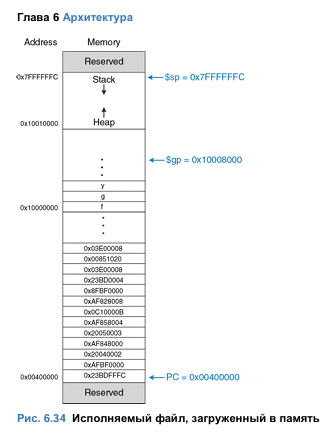 Глава 6 Архитектура
Address Memory
Reserved
0x7FFFFFFC Stack $sp = 0x7FFFFFFC
0x10010000 Heap
$gp = 0x10008000
y
g
0x10000000 f
0x03E00008
0x00851020
0x03E00008
0x23BD0004
0x8FBF0000
0xAF828008
0x0C10000B
0xAF858004
0x20050003
0xAF848000
0x20040002
0xAFBF0000
0x00400000 0x23BDFFFC PC = 0x00400000
Reserved
Рис. 6.34 Исполняемый файл, загруженный в память